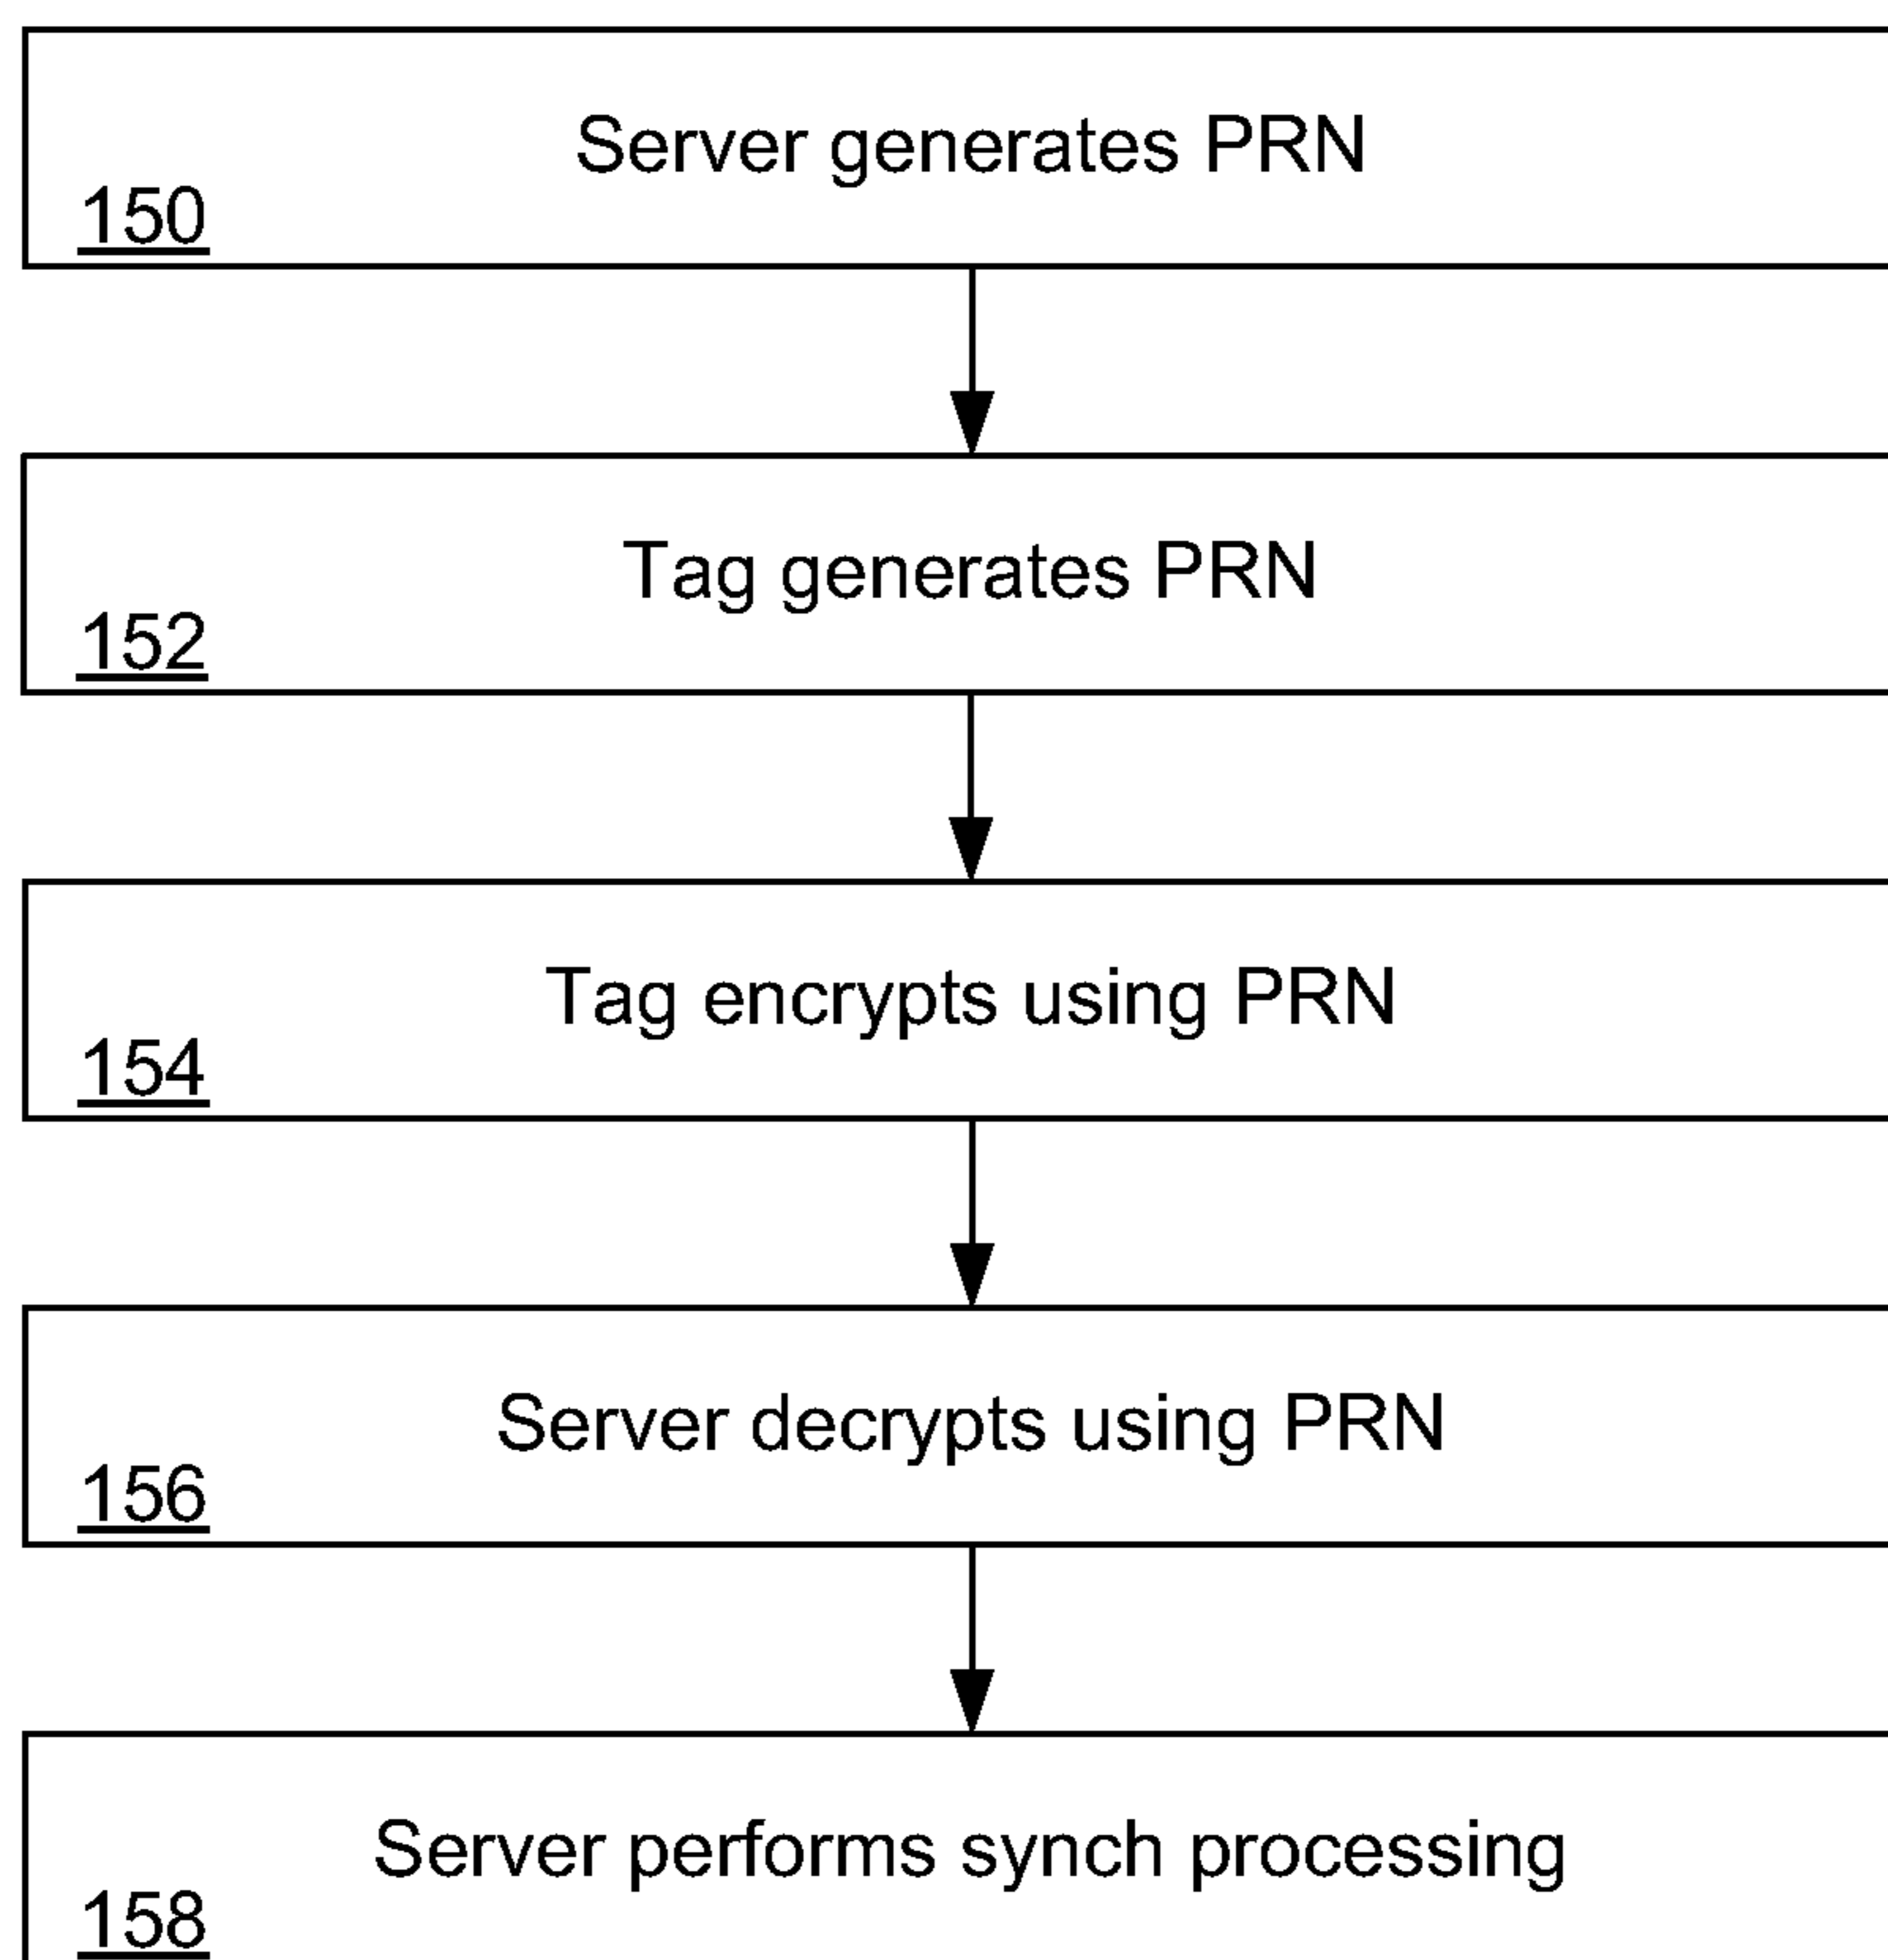 Server generates PRN
150
Tag generates PRN
152
Tag encrypts using PRN
154
Server decrypts using PRN
156
Server performs synch processing
158